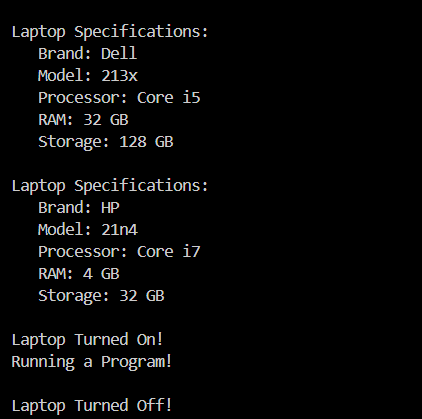 Laptop Specifications:
Brand: Dell
Model: 213x
Processor: Core i5
RAM: 32 GB
Storage: 128 GB
Laptop Specifications:
Brand: HP
Model: 21n4
Processor: Core i7
RAM: 4 GB
Storage: 32 GB
Laptop Turned On!
Running a Program!
Laptop Turned Off!